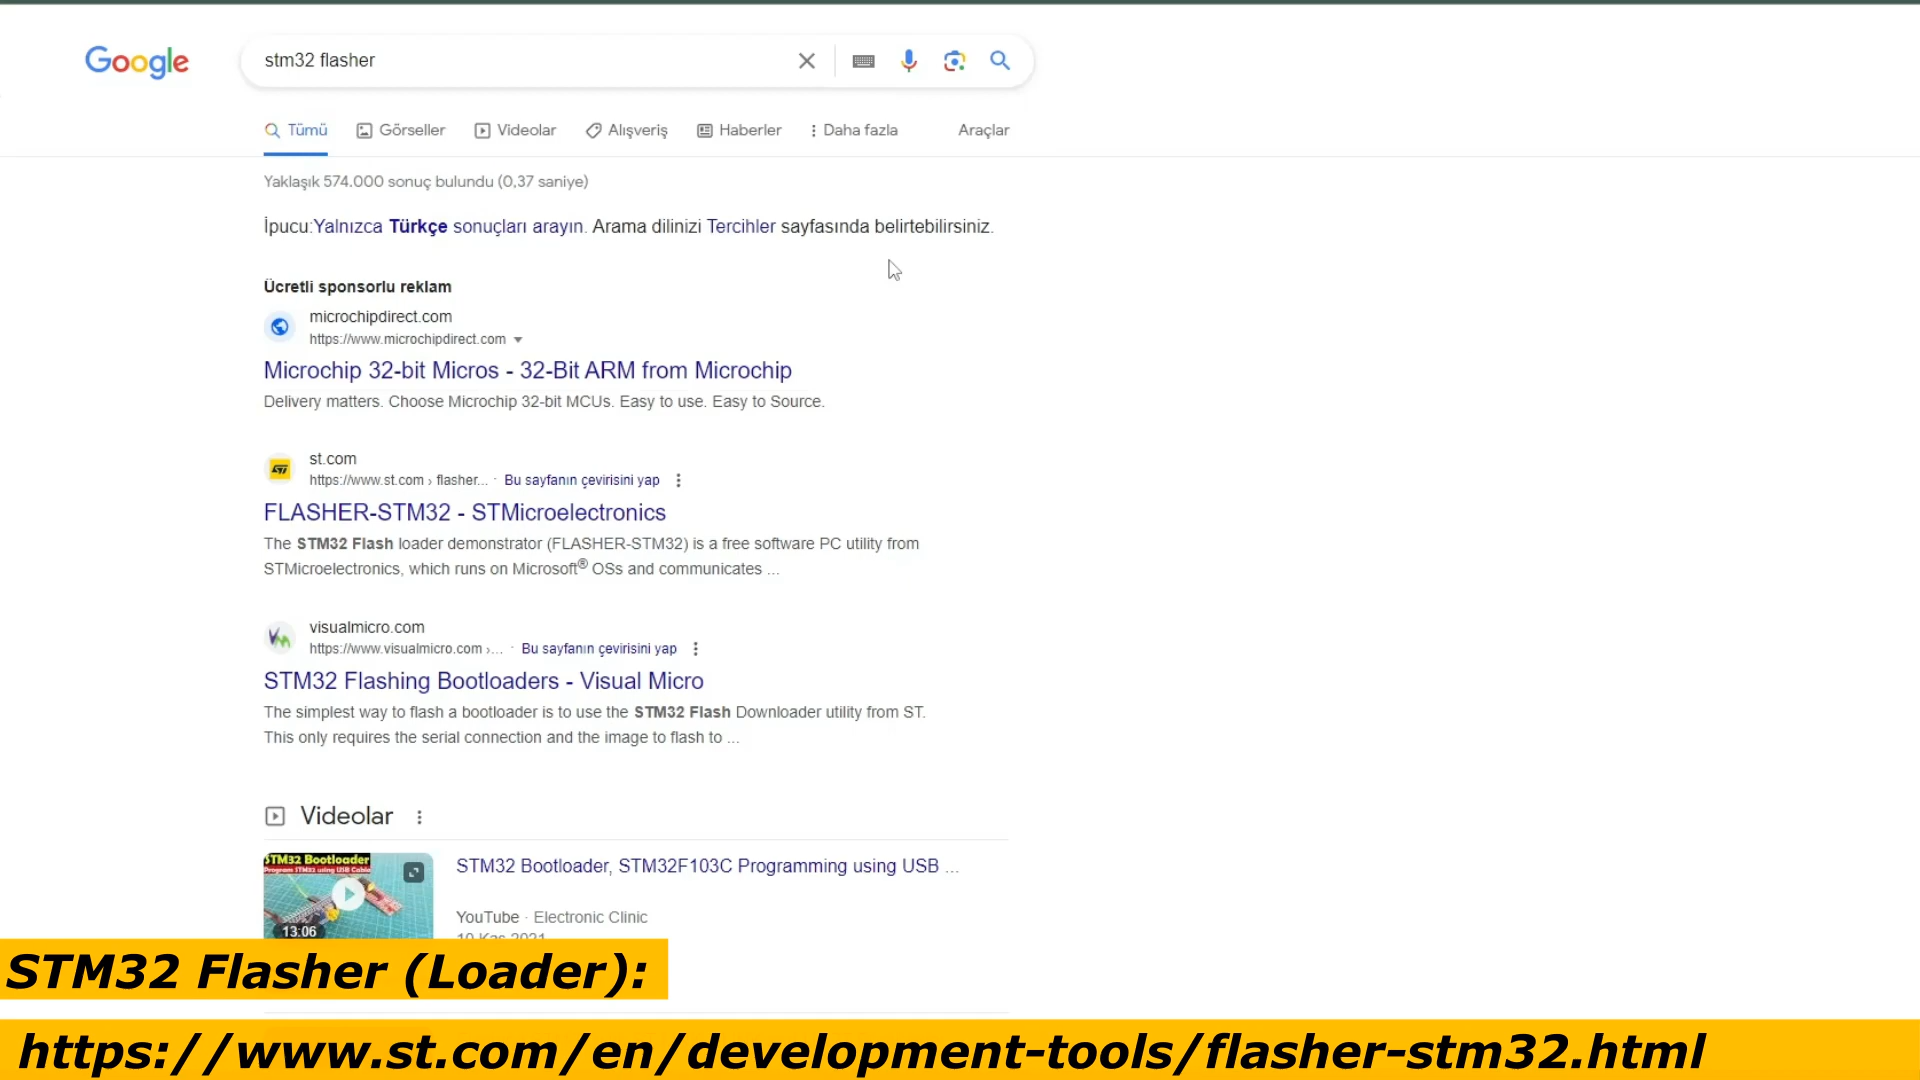 Google
stm32 flasher
Tümü
Görseller
Videolar
Alışveriş
Haberler
Daha fazla
Araçlar
Yaklaşık 574.000 sonuç bulundu (0,37 saniye)
İpucu:Yalnızca Türkçe sonuçları arayın. Arama dilinizi Tercihler sayfasında belirtebilirsiniz.
Ücretli sponsorlu reklam
microchipdirect.com
https://www.microchipdirect.com
Microchip 32-bit Micros - 32-Bit ARM from Microchip
Delivery matters. Choose Microchip 32-bit MCUs. Easy to use. Easy to Source.
st.com
https://www.st.com › flasher... · Bu sayfanın çevirisini yap
FLASHER-STM32 - STMicroelectronics
The STM32 Flash loader demonstrator (FLASHER-STM32) is a free software PC utility from
STMicroelectronics, which runs on Microsoft® OSs and communicates ...
visualmicro.com
https://www.visualmicro.com ›... · Bu sayfanın çevirisini yap
STM32 Flashing Bootloaders - Visual Micro
The simplest way to flash a bootloader is to use the STM32 Flash Downloader utility from ST.
This only requires the serial connection and the image to flash to ...
Videolar
STM32 Bootloader
Program STM32 using USB Cable
13:06
STM32 Bootloader, STM32F103C Programming using USB ...
YouTube · Electronic Clinic
10 Kas 2021
STM32 Flasher (Loader):
https://www.st.com/en/development-tools/flasher-stm32.html